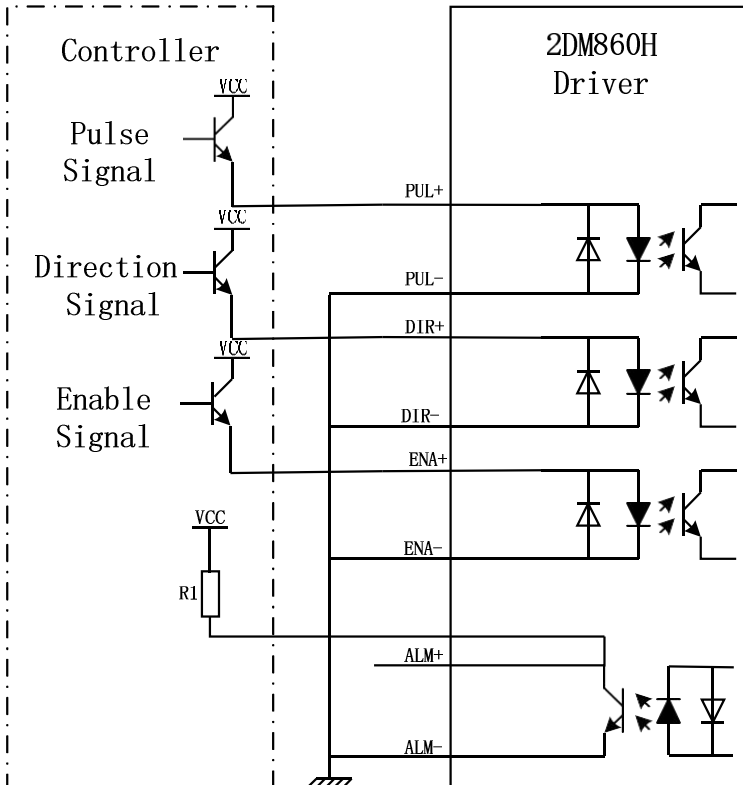 Controller
2DM860H
Driver
VCC
Pulse
Signal
PUL+
VCC
Direction
Signal
PUL-
DIR+
VCC
Enable
Signal
DIR-
ENA+
VCC
ENA-
R1
ALM+
ALM-